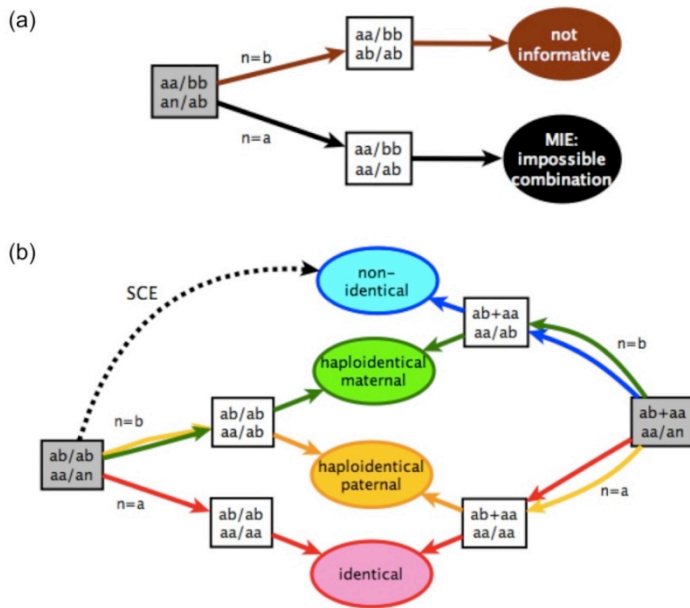 (a)
aa/bb
an/ab
n=b
n=a
aa/bb
ab/ab
aa/bb
aa/ab
not
informative
MIE:
impossible
combination
(b)
SCE
non-
identical
haploidentical
maternal
haploidentical
paternal
identical
ab/ab
aa/an
n=b
n=a
ab/ab
aa/ab
ab/ab
aa/aa
ab+aa
aa/ab
ab+aa
aa/aa
n=b
n=a
ab+aa
aa/an